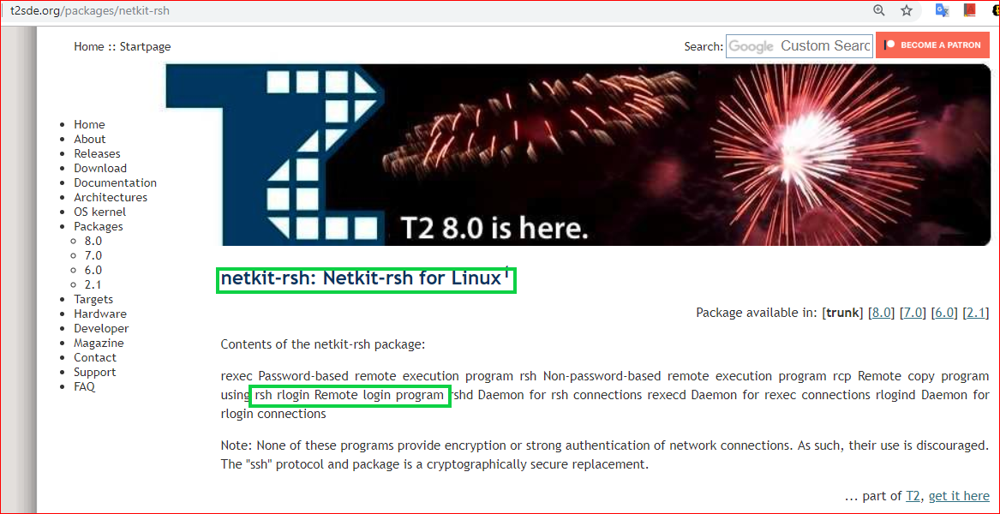 t2sde.org/packages/netkit-rsh
Home :: Startpage
Search: Google Custom Searc
BECOME A PATRON
T2 8.0 is here.
Home
About
Releases
Download
Documentation
Architectures
OS kernel
Packages
8.0
7.0
6.0
2.1
Targets
Hardware
Developer
Magazine
Contact
Support
FAQ
netkit-rsh: Netkit-rsh for Linux
Package available in: [trunk] [8.0] [7.0] [6.0] [2.1]
Contents of the netkit-rsh package:
rexec Password-based remote execution program rsh Non-password-based remote execution program rcp Remote copy program
using rsh rlogin Remote login program rshd Daemon for rsh connections rexecd Daemon for rexec connections rlogind Daemon for
rlogin connections
Note: None of these programs provide encryption or strong authentication of network connections. As such, their use is discouraged.
The "ssh" protocol and package is a cryptographically secure replacement.
... part of T2, get it here